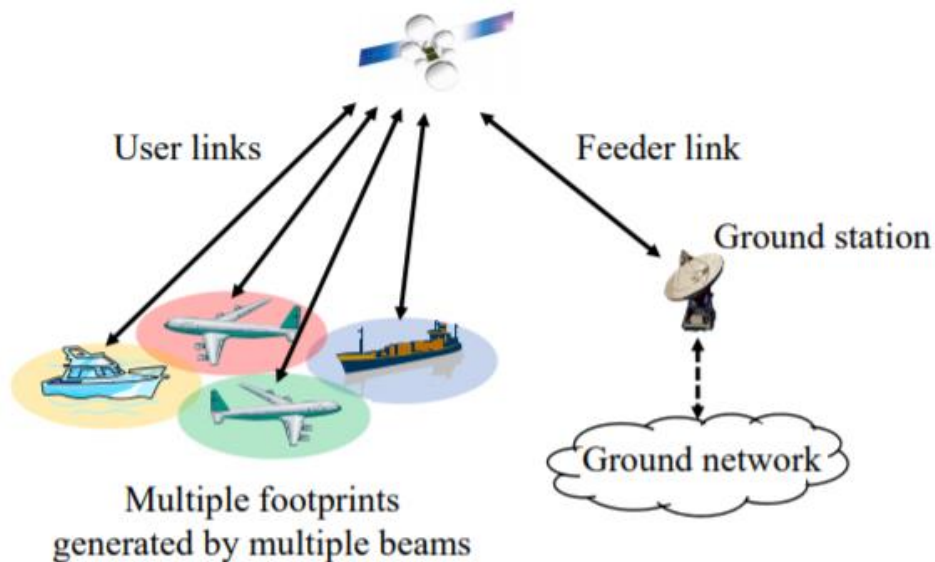 User links
Feeder link
Ground station
Ground network
Multiple footprints
generated by multiple beams